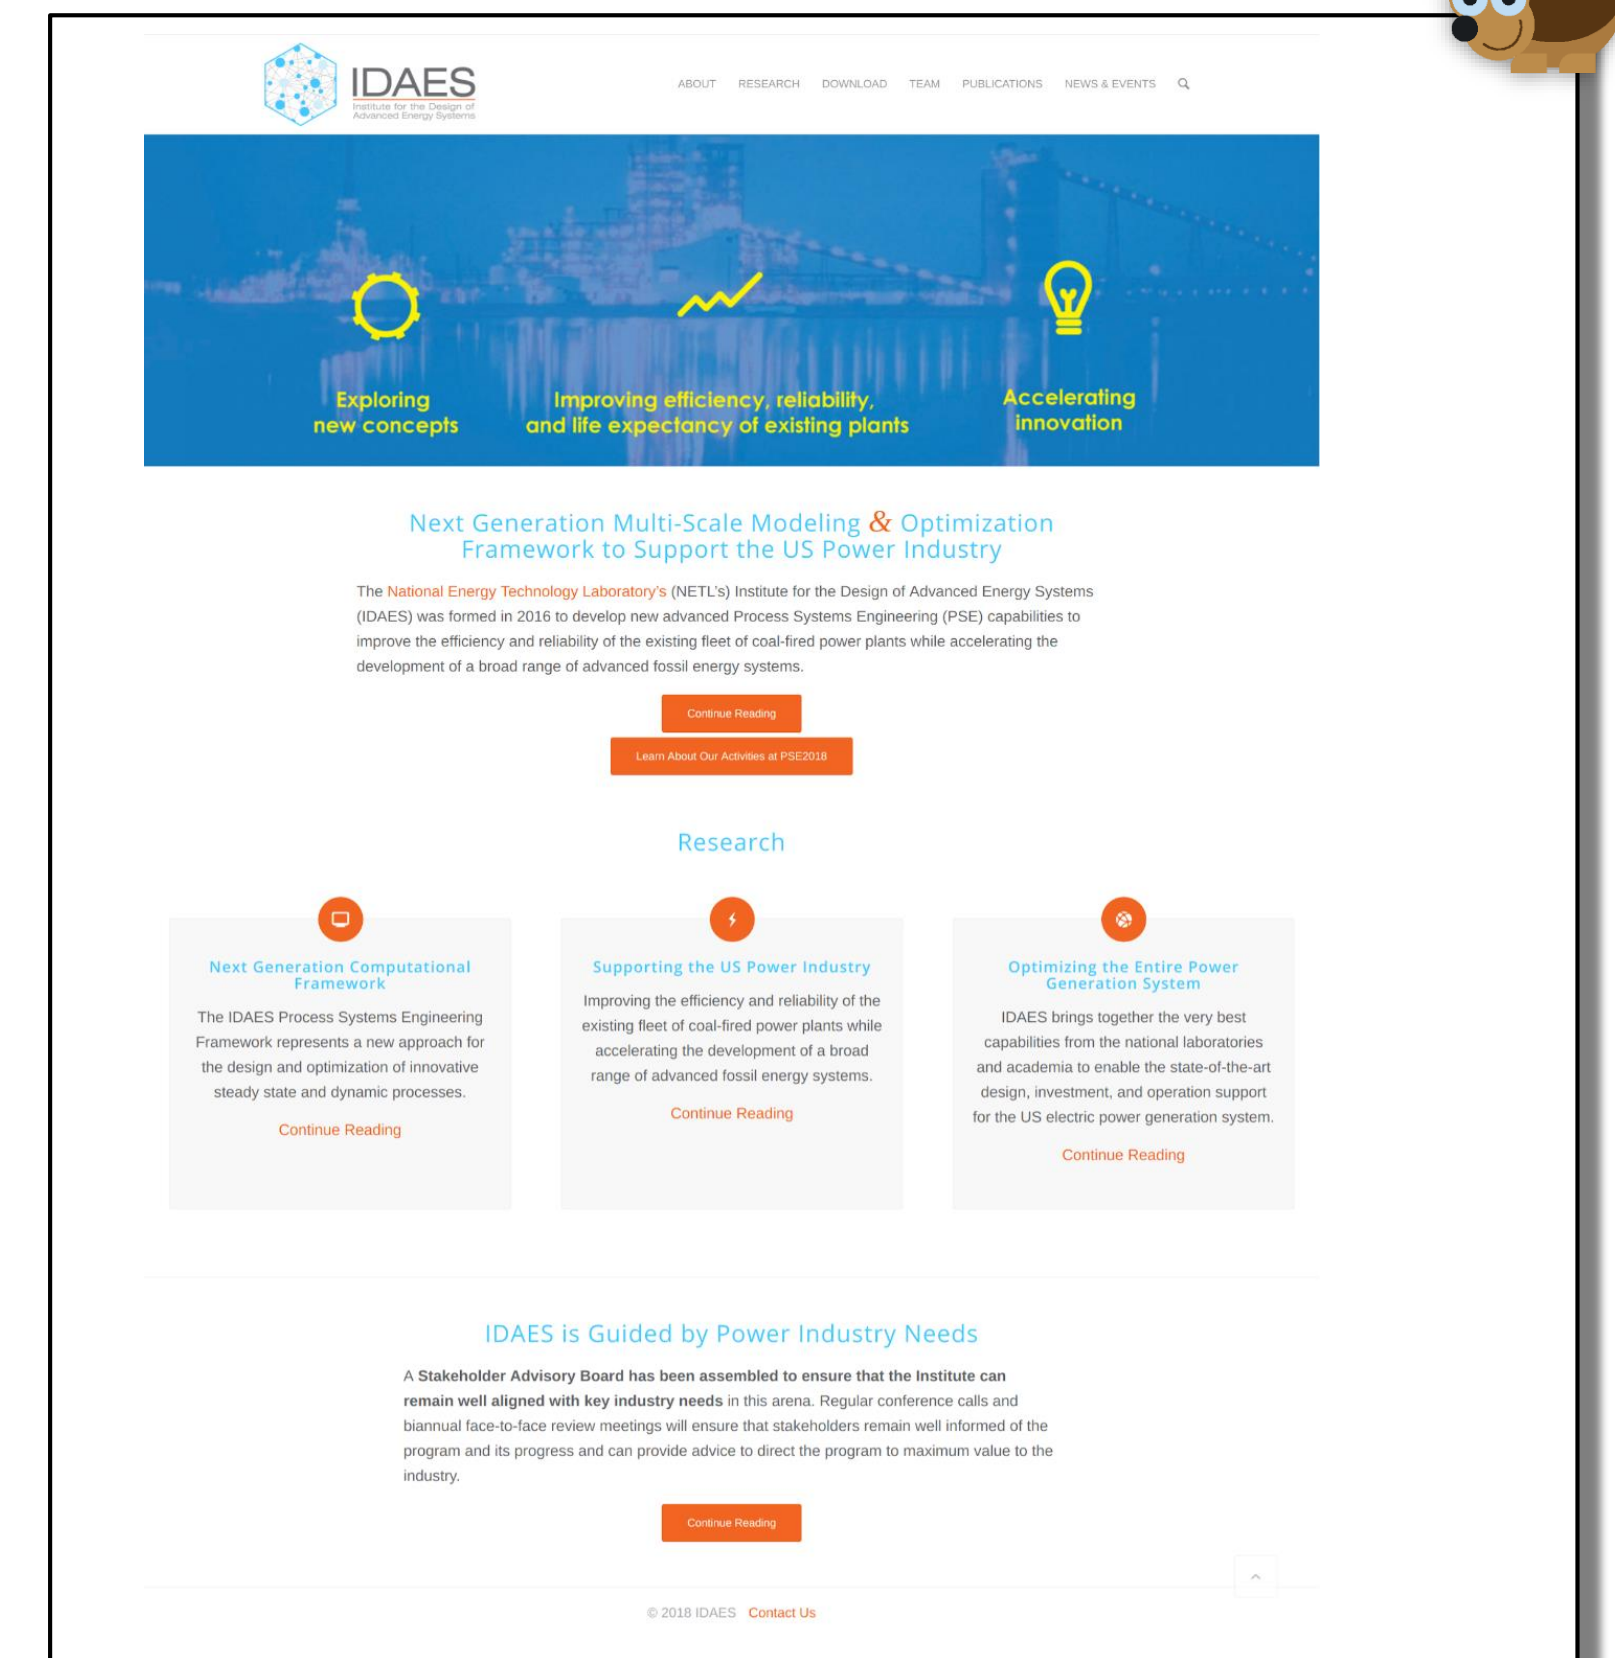 IDAES
Institute for the Design of
Advanced Energy Systems
ABOUT RESEARCH DOWNLOAD TEAM PUBLICATIONS NEWS & EVENTS
Exploring
new concepts
Improving efficiency, reliability,
and life expectancy of existing plants
Accelerating
innovation
Next Generation Multi-Scale Modeling & Optimization
Framework to Support the US Power Industry
The National Energy Technology Laboratory's (NETL's) Institute for the Design of Advanced Energy Systems
(IDAES) was formed in 2016 to develop new advanced Process Systems Engineering (PSE) capabilities to
improve the efficiency and reliability of the existing fleet of coal-fired power plants while accelerating the
development of a broad range of advanced fossil energy systems.
Continue Reading
Learn About Our Activities at PSE2018
Research
Next Generation Computational
Framework
The IDAES Process Systems Engineering
Framework represents a new approach for
the design and optimization of innovative
steady state and dynamic processes.
Continue Reading
Supporting the US Power Industry
Improving the efficiency and reliability of the
existing fleet of coal-fired power plants while
accelerating the development of a broad
range of advanced fossil energy systems.
Continue Reading
Optimizing the Entire Power
Generation System
IDAES brings together the very best
capabilities from the national laboratories
and academia to enable the state-of-the-art
design, investment, and operation support
for the US electric power generation system.
Continue Reading
IDAES is Guided by Power Industry Needs
A Stakeholder Advisory Board has been assembled to ensure that the Institute can
remain well aligned with key industry needs in this arena. Regular conference calls and
biannual face-to-face review meetings will ensure that stakeholders remain well informed of the
program and its progress and can provide advice to direct the program to maximum value to the
industry.
Continue Reading
© 2018 IDAES Contact Us